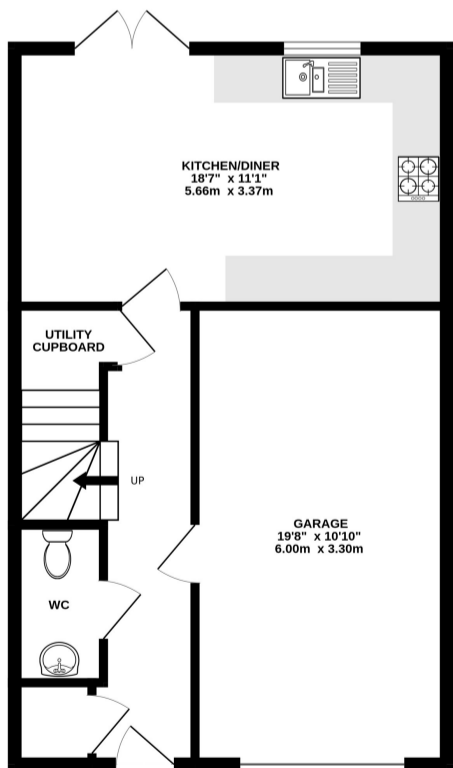 KITCHEN/DINER
18'7" x 11'1"
5.66m x 3.37m
UTILITY
CUPBOARD
UP
GARAGE
19'8" x 10'10"
6.00m x 3.30m
WC